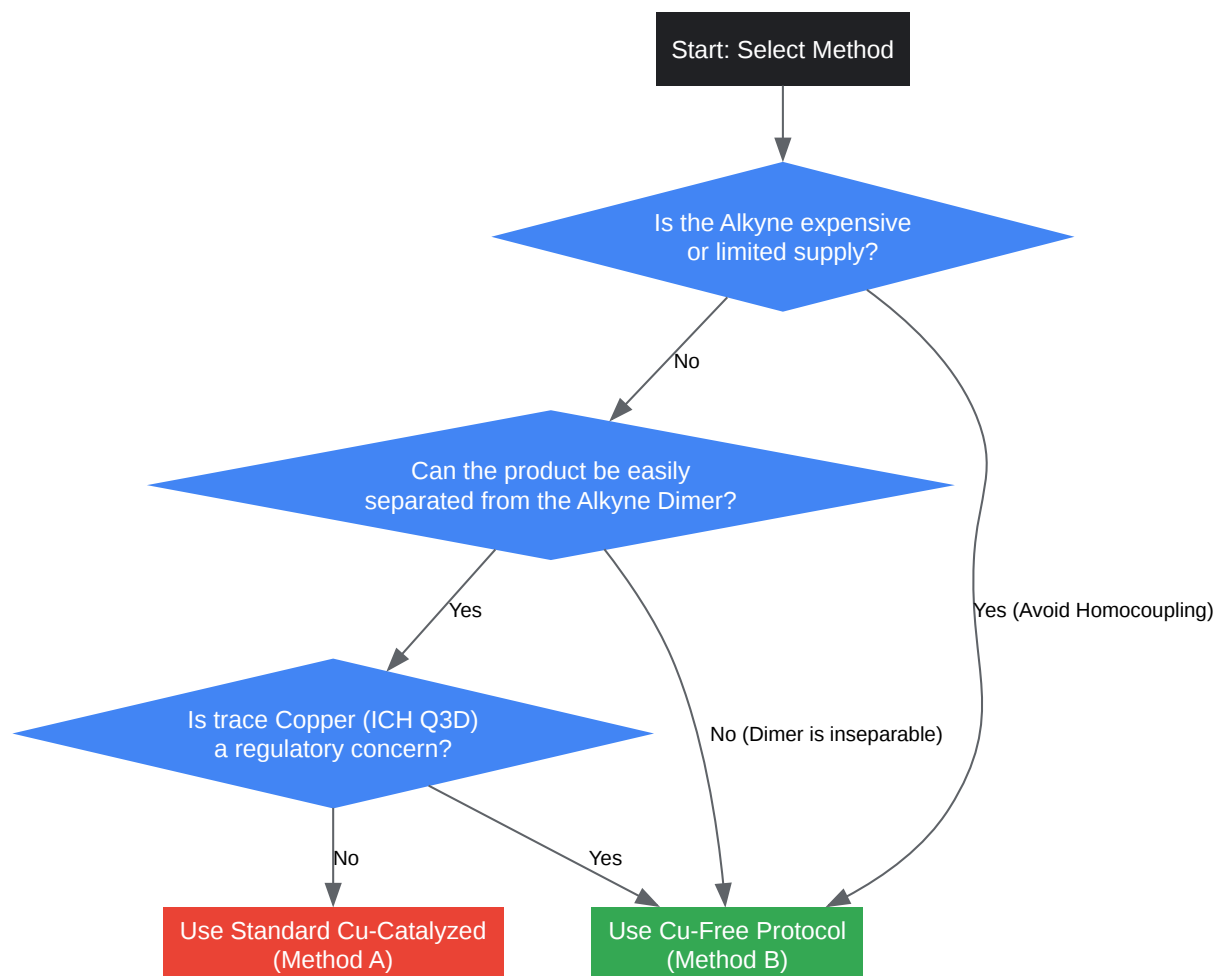 Start: Select Method
Is the Alkyne expensive
or limited supply?
No
Can the product be easily
separated from the Alkyne Dimer?
Yes
Yes (Avoid Homocoupling)
Is trace Copper (ICH Q3D)
a regulatory concern?
No (Dimer is inseparable)
No
Yes
Use Standard Cu-Catalyzed
(Method A)
Use Cu-Free Protocol
(Method B)